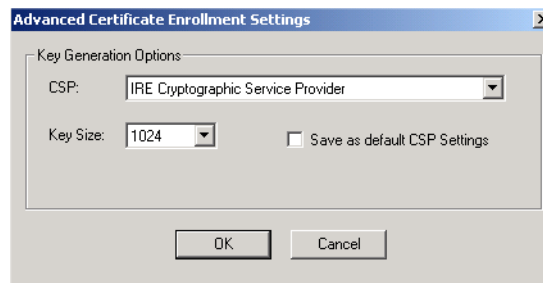 Advanced Certificate Enrollment Settings
Key Generation Options
CSP: IRE Cryptographic Service Provider
Key Size: 1024 Save as default CSP Settings
OK Cancel